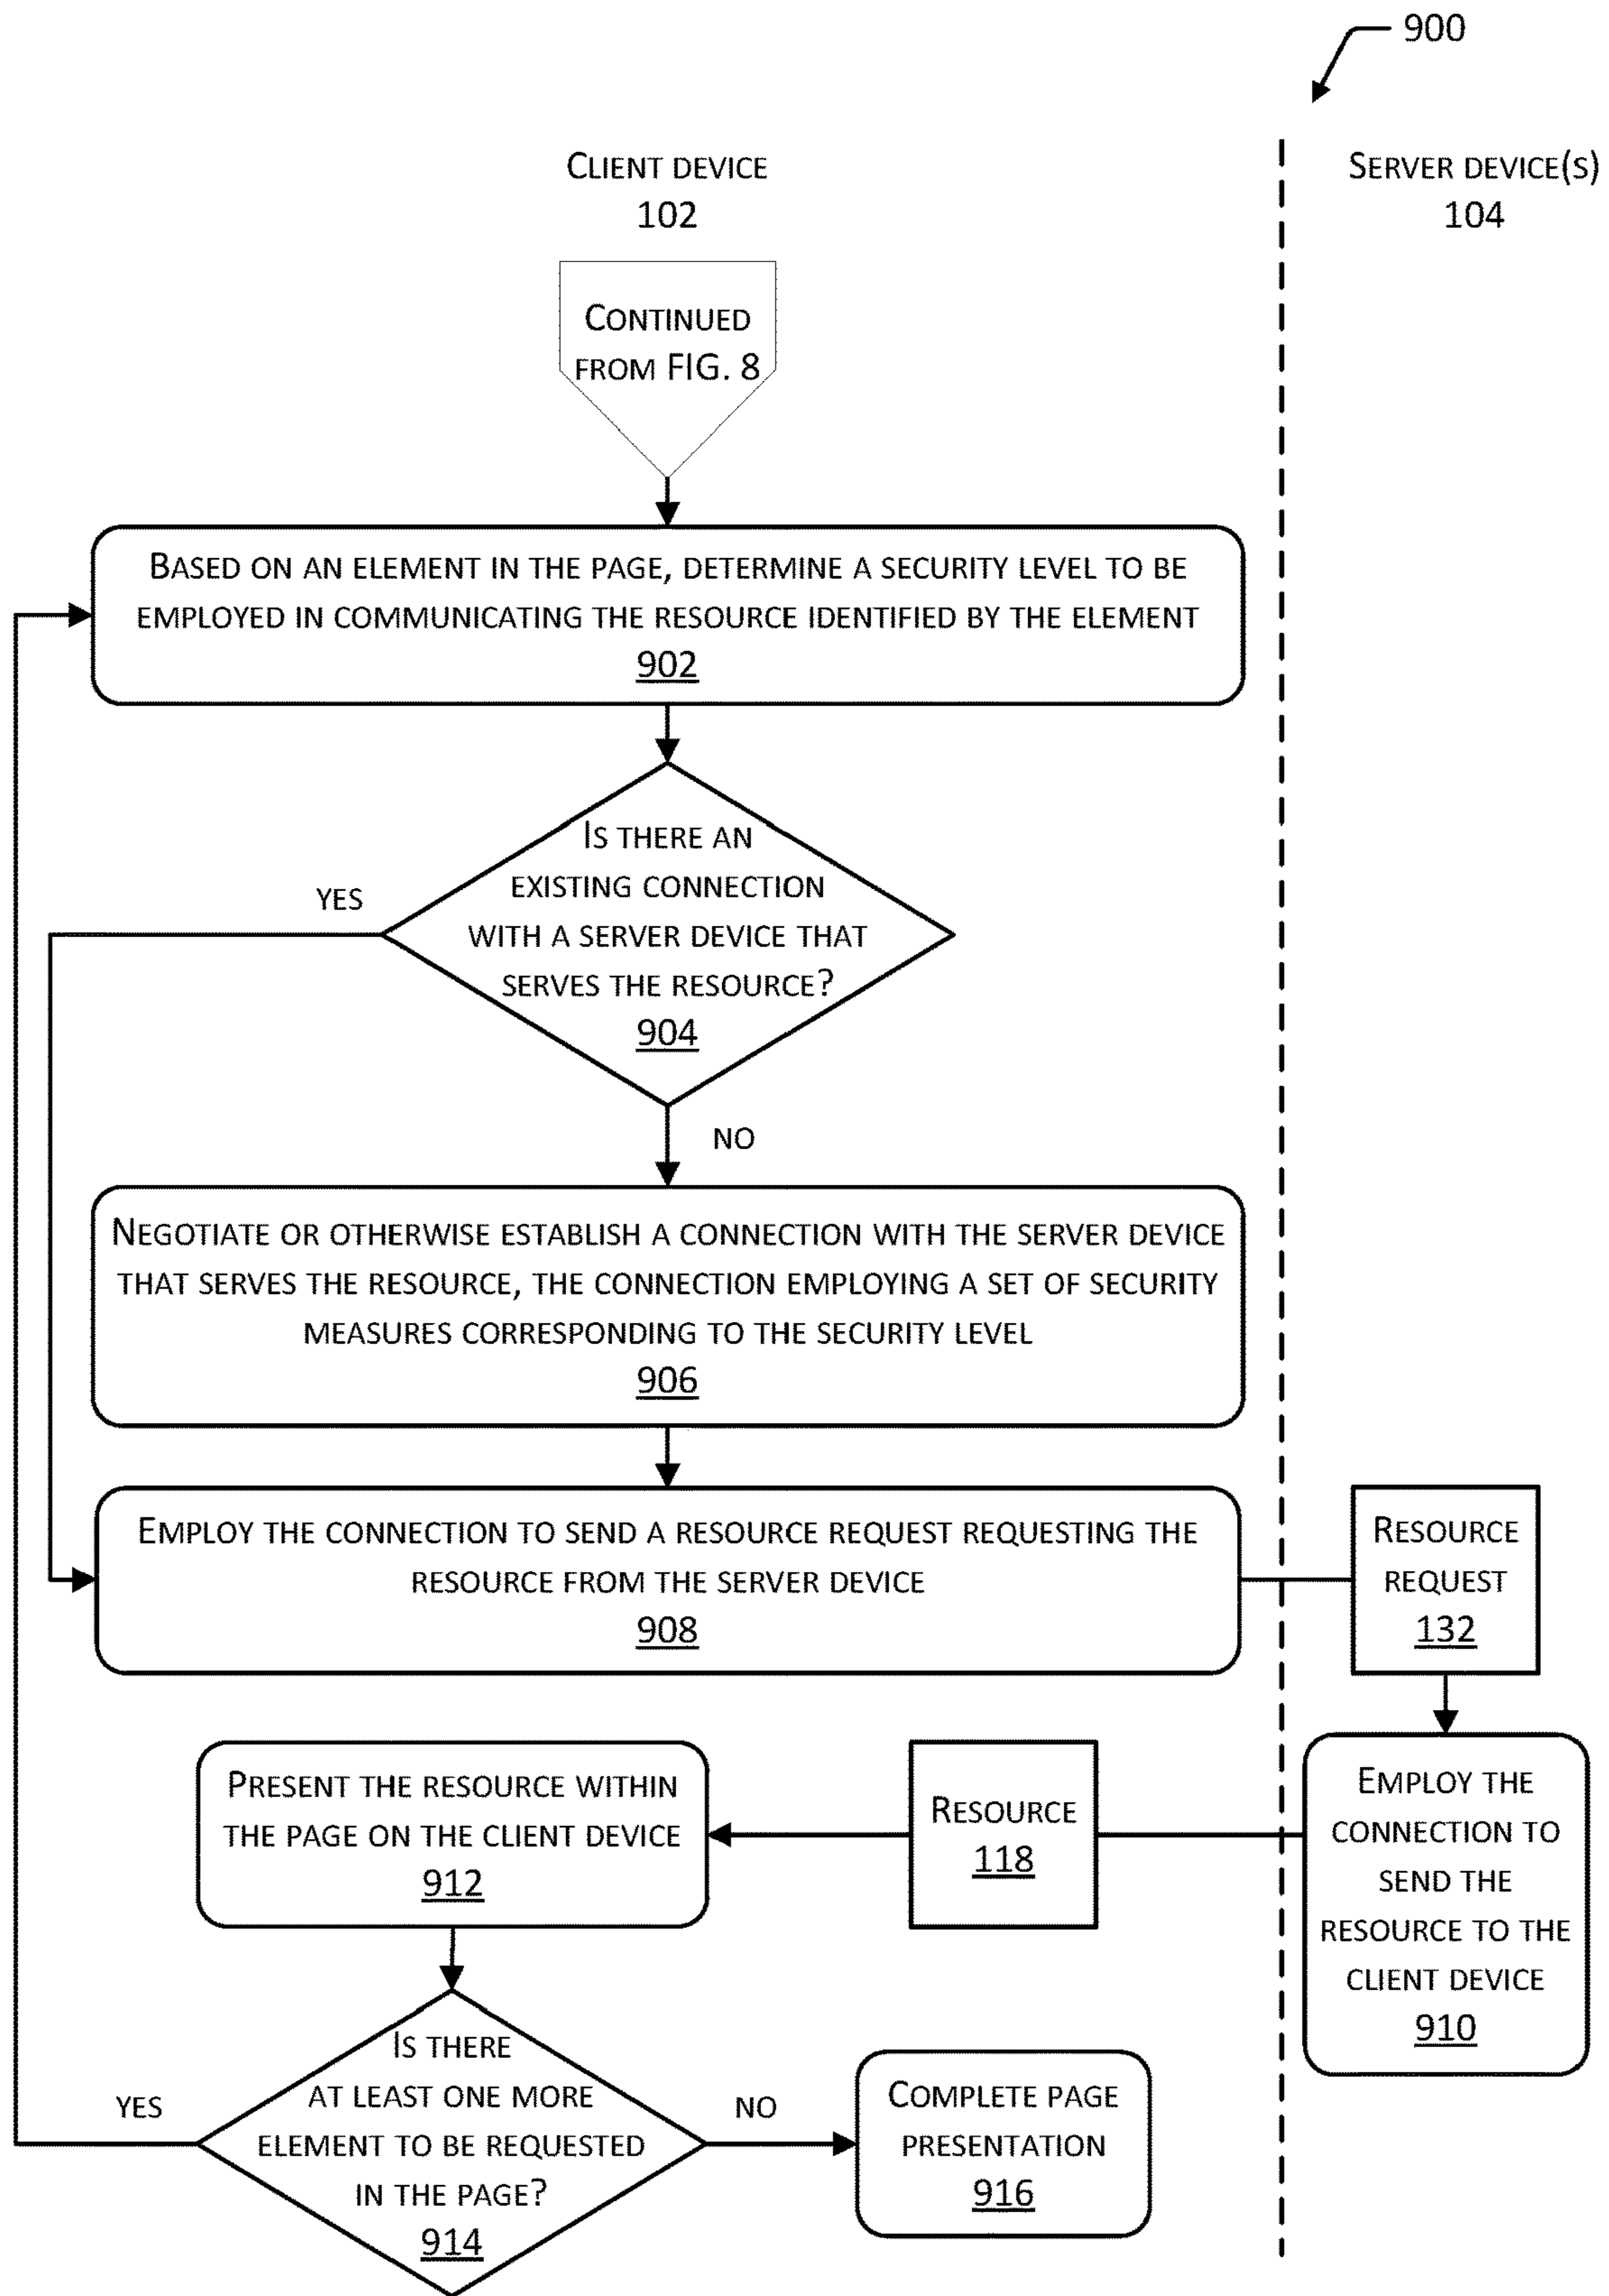 900
CLIENT DEVICE
102
SERVER DEVICE(S)
104
CONTINUED
FROM FIG. 8
BASED ON AN ELEMENT IN THE PAGE, DETERMINE A SECURITY LEVEL TO BE
EMPLOYED IN COMMUNICATING THE RESOURCE IDENTIFIED BY THE ELEMENT
902
IS THERE AN
EXISTING CONNECTION
WITH A SERVER DEVICE THAT
SERVES THE RESOURCE?
904
YES
NO
NEGOTIATE OR OTHERWISE ESTABLISH A CONNECTION WITH THE SERVER DEVICE
THAT SERVES THE RESOURCE, THE CONNECTION EMPLOYING A SET OF SECURITY
MEASURES CORRESPONDING TO THE SECURITY LEVEL
906
EMPLOY THE CONNECTION TO SEND A RESOURCE REQUEST REQUESTING THE
RESOURCE FROM THE SERVER DEVICE
908
RESOURCE
REQUEST
132
EMPLOY THE
CONNECTION TO
SEND THE
RESOURCE TO THE
CLIENT DEVICE
910
RESOURCE
118
PRESENT THE RESOURCE WITHIN
THE PAGE ON THE CLIENT DEVICE
912
IS THERE
AT LEAST ONE MORE
ELEMENT TO BE REQUESTED
IN THE PAGE?
914
YES
NO
COMPLETE PAGE
PRESENTATION
916